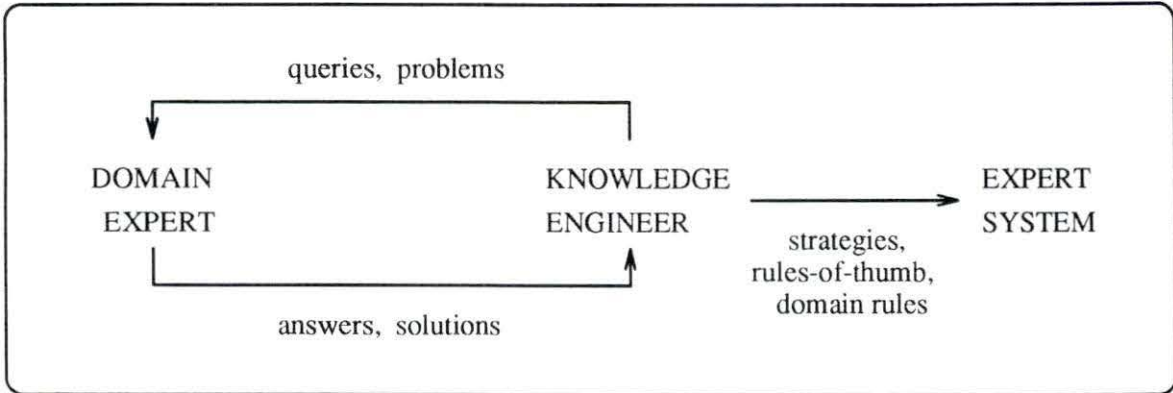 queries, problems
DOMAIN
EXPERT
KNOWLEDGE
ENGINEER
EXPERT
SYSTEM
strategies,
rules-of-thumb,
domain rules
answers, solutions